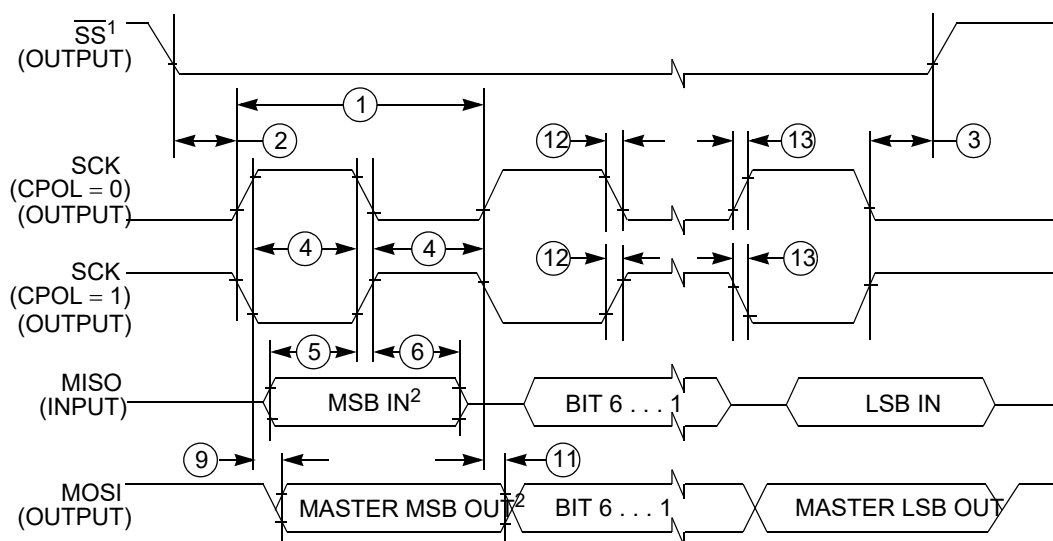 SS¹
(OUTPUT)
1
2
12
13
3
SCK
(CPOL = 0)
(OUTPUT)
4
4
SCK
(CPOL = 1)
(OUTPUT)
12
13
5
6
MISO
(INPUT)
MSB IN²
BIT 6 . . . 1
LSB IN
9
11
MOSI
(OUTPUT)
MASTER MSB OUT²
BIT 6 . . . 1
MASTER LSB OUT